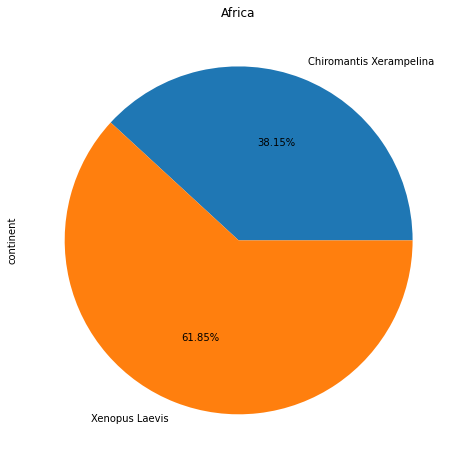 Africa
Chiromantis Xerampelina
38.15%
continent
61.85%
Xenopus Laevis